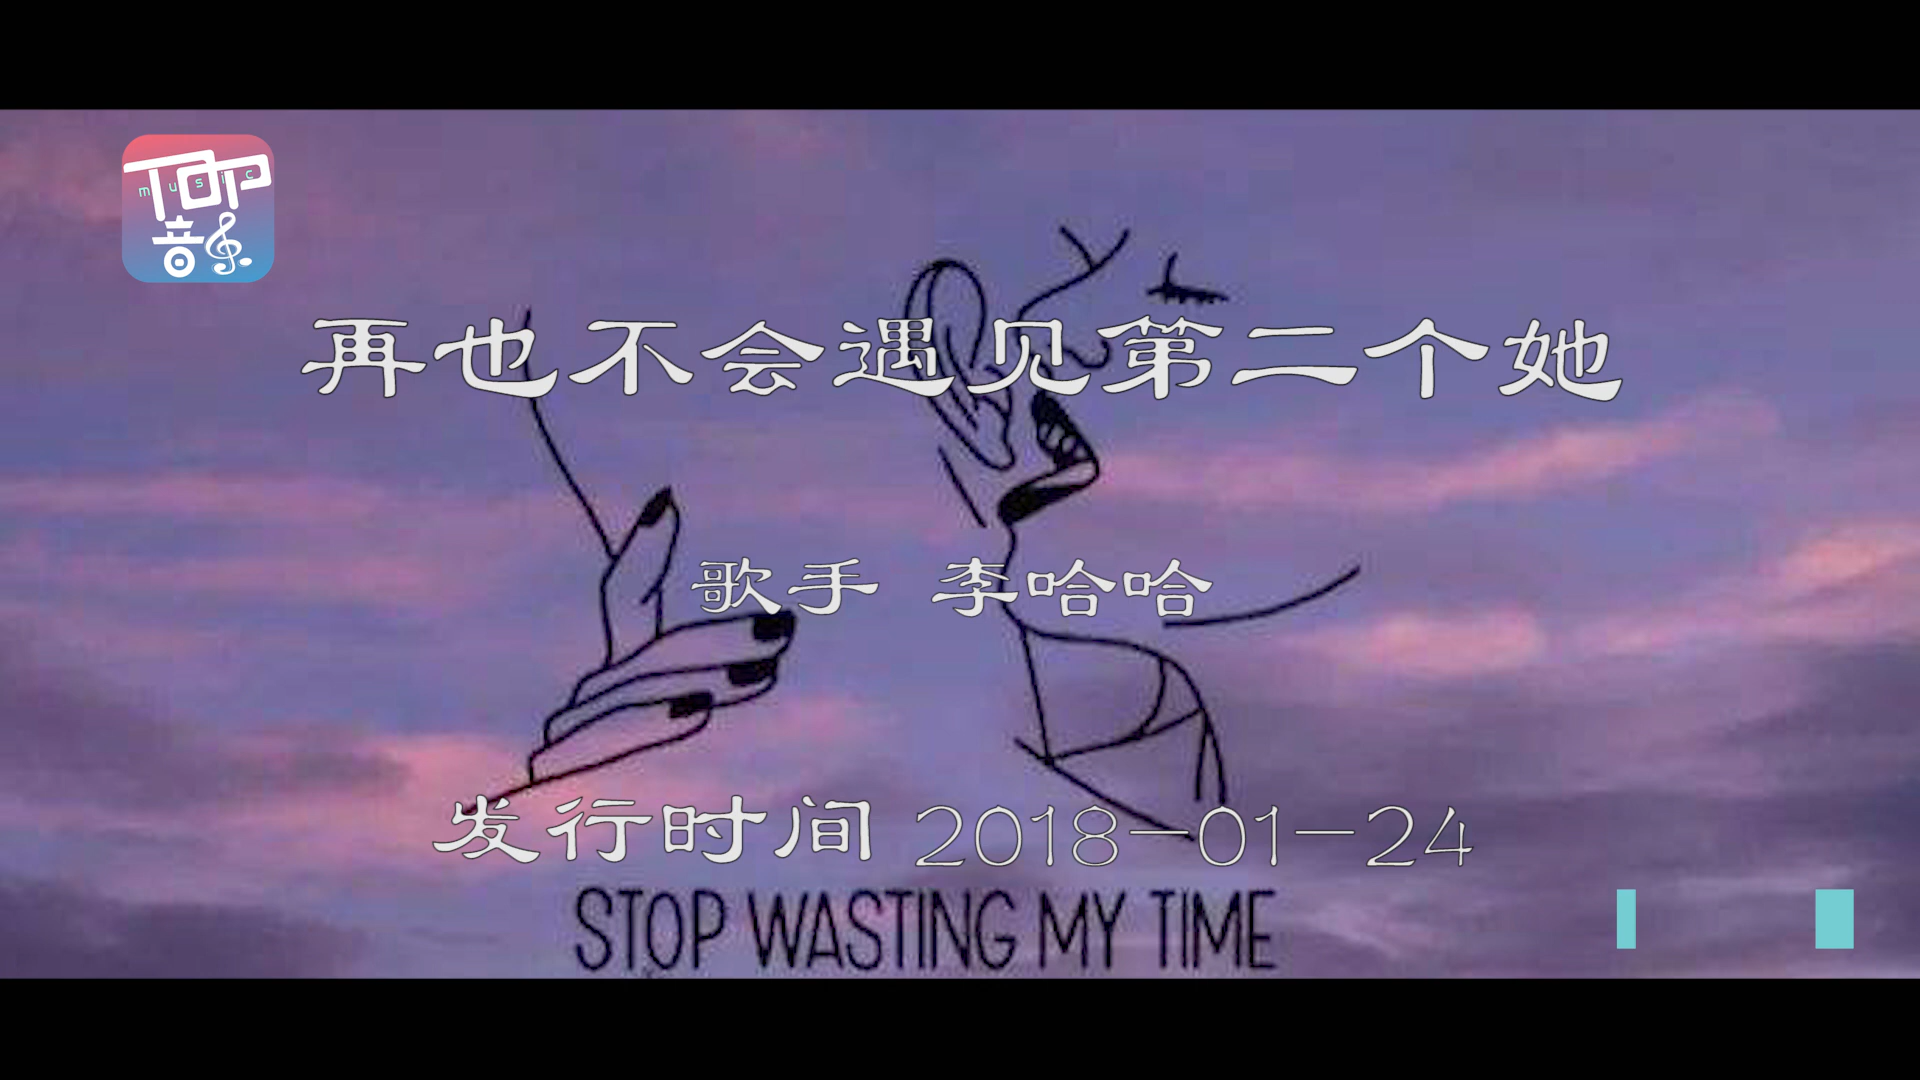 TOP
music
音乐
再也不会遇见第二个她
歌手 李哈哈
发行时间 2018-01-24
STOP WASTING MY TIME